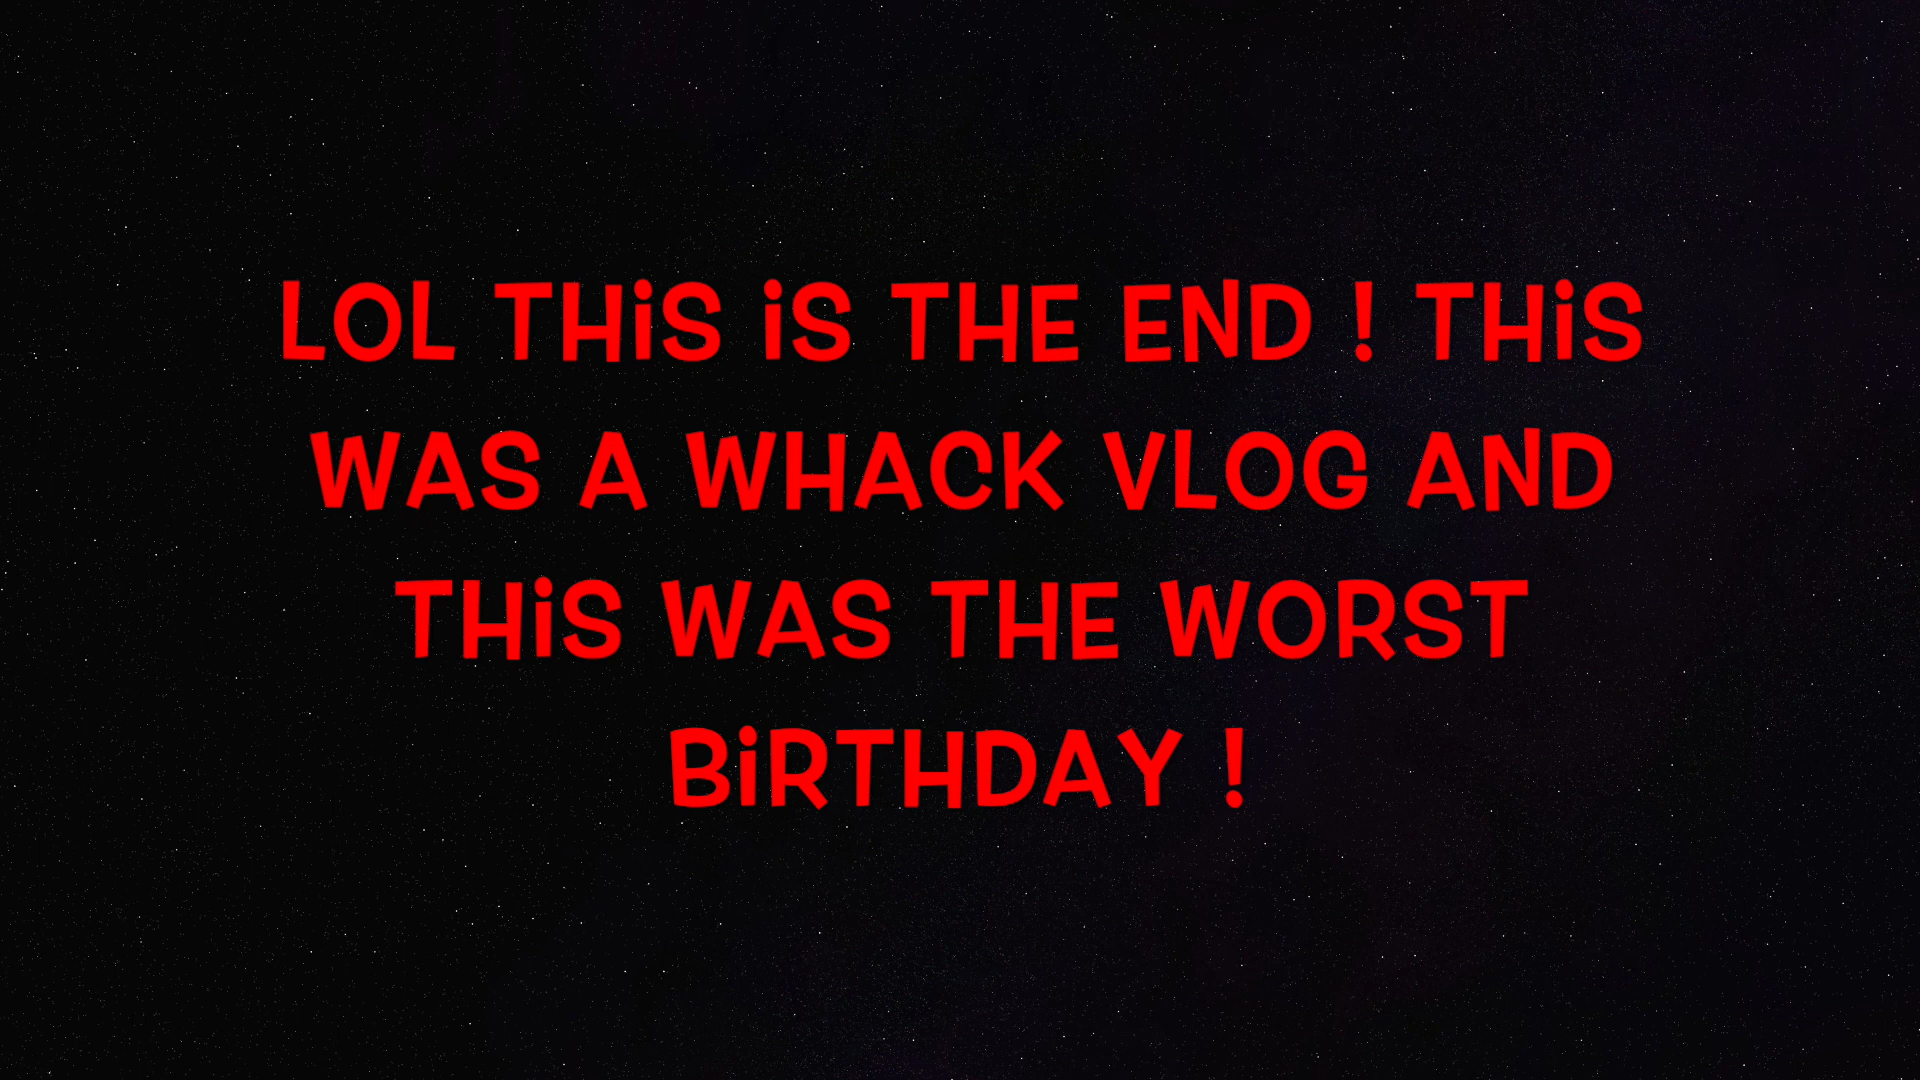 LOL THiS iS THE END ! THiS
WAS A WHACK VLOG AND
THiS WAS THE WORST
BiRTHDAY !